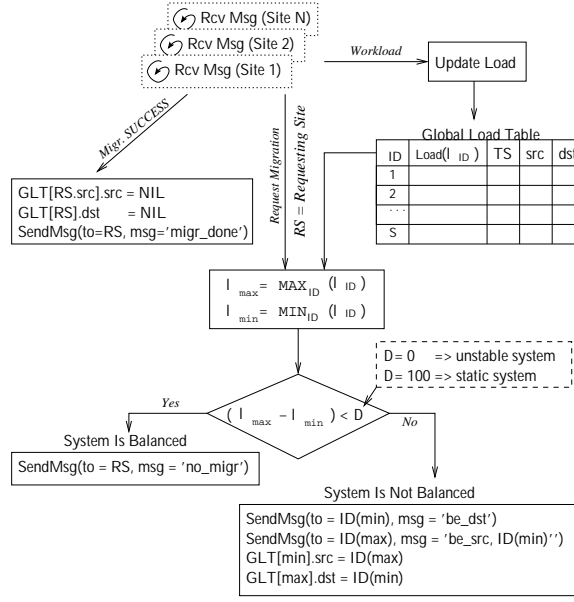 Rcv Msg (Site N)
Rcv Msg (Site 2)
Rcv Msg (Site 1)
Workload
Update Load
Migr. SUCCESS
Request Migration
RS = Requesting Site
Global Load Table
ID Load(l ID ) TS src dst
1
2
...
S
GLT[RS.src].src = NIL
GLT[RS].dst = NIL
SendMsg(to=RS, msg='migr_done')
l max = MAX ID (l ID)
l min = MIN ID (l ID)
D= 0 => unstable system
D= 100 => static system
(l max - l min ) < D
Yes
No
System Is Balanced
SendMsg(to = RS, msg = 'no_migr')
System Is Not Balanced
SendMsg(to = ID(min), msg = 'be_dst')
SendMsg(to = ID(max), msg = 'be_src, ID(min)'')
GLT[min].src = ID(max)
GLT[max].dst = ID(min)